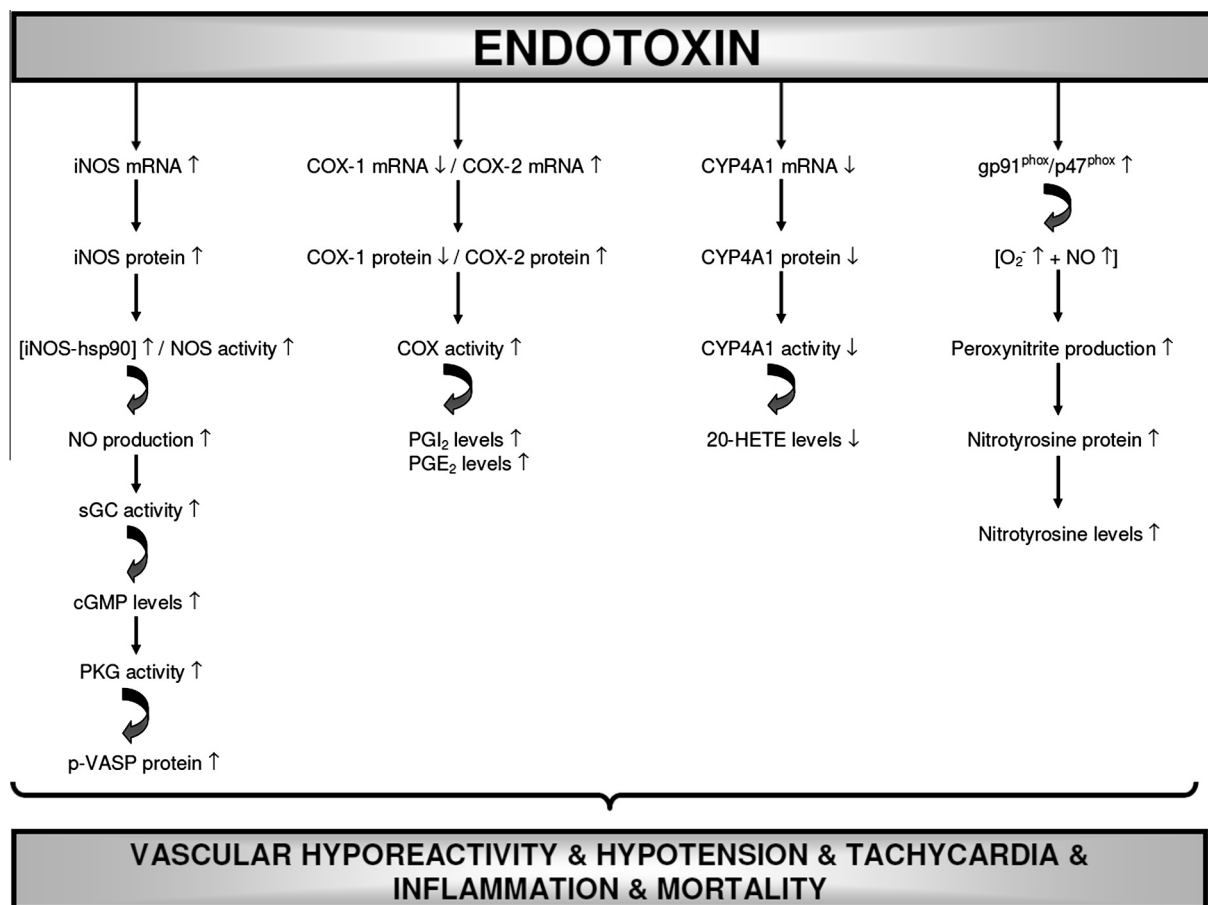 ENDOTOXIN
iNOS mRNA ↑
iNOS protein ↑
[iNOS-hsp90] ↑ / NOS activity ↑
NO production ↑
sGC activity ↑
cGMP levels ↑
PKG activity ↑
p-VASP protein ↑
COX-1 mRNA ↓ / COX-2 mRNA ↑
COX-1 protein ↓ / COX-2 protein ↑
COX activity ↑
PGI₂ levels ↑
PGE₂ levels ↑
CYP4A1 mRNA ↓
CYP4A1 protein ↓
CYP4A1 activity ↓
20-HETE levels ↓
gp91ᵖʰᵒˣ/p47ᵖʰᵒˣ ↑
[O₂⁻ ↑ + NO ↑]
Peroxynitrite production ↑
Nitrotyrosine protein ↑
Nitrotyrosine levels ↑
VASCULAR HYPOREACTIVITY & HYPOTENSION & TACHYCARDIA &
INFLAMMATION & MORTALITY